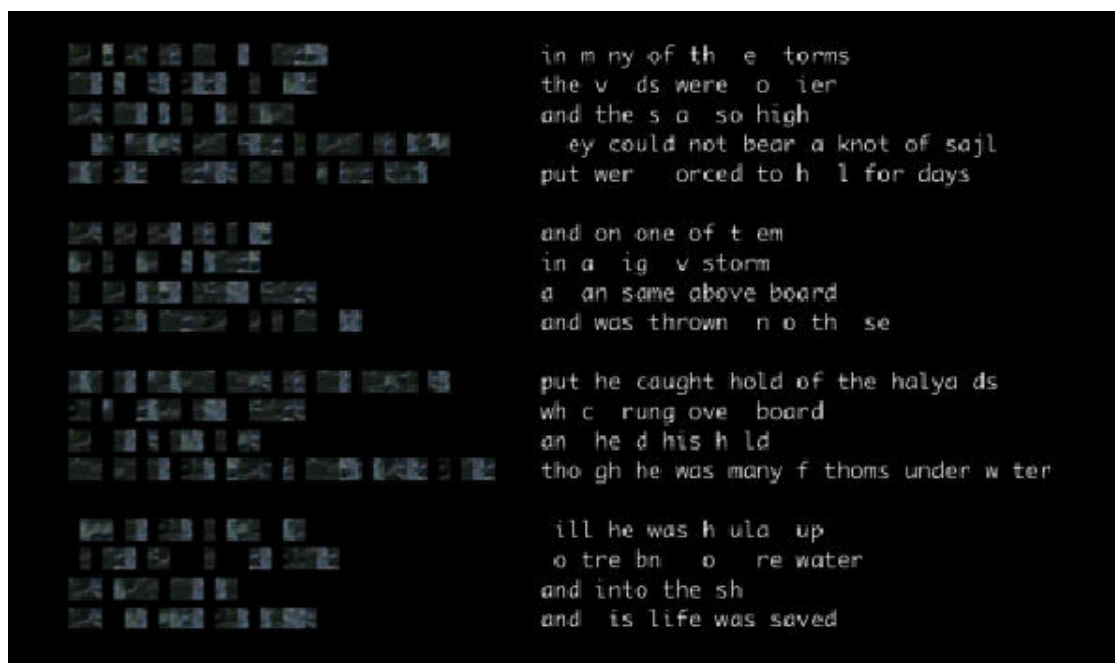 in m ny of th e torms
the v ds were o ier
and the s a so high
ey could not bear a knot of sajl
put wer orced to h l for days
and on one of t em
in a ig v storm
a an same above board
and was thrown n o th se
put he caught hold of the halya ds
wh c rung ove board
an he d his h ld
tho gh he was many f thoms under w ter
ill he was h ula up
o tre bn o re water
and into the sh
and is life was saved